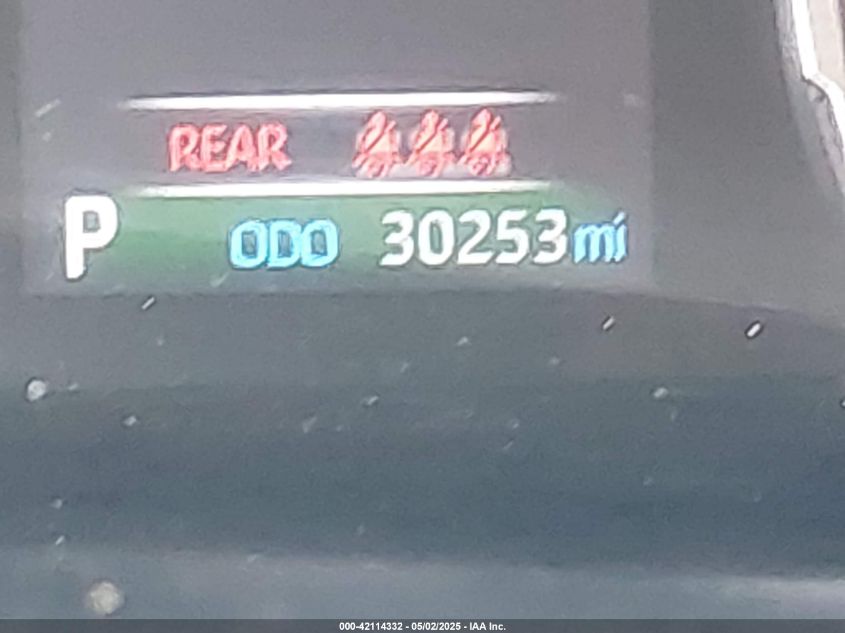 REAR
P ODO 30253mi
000-42114332 - 05/02/2025 - IAA Inc.